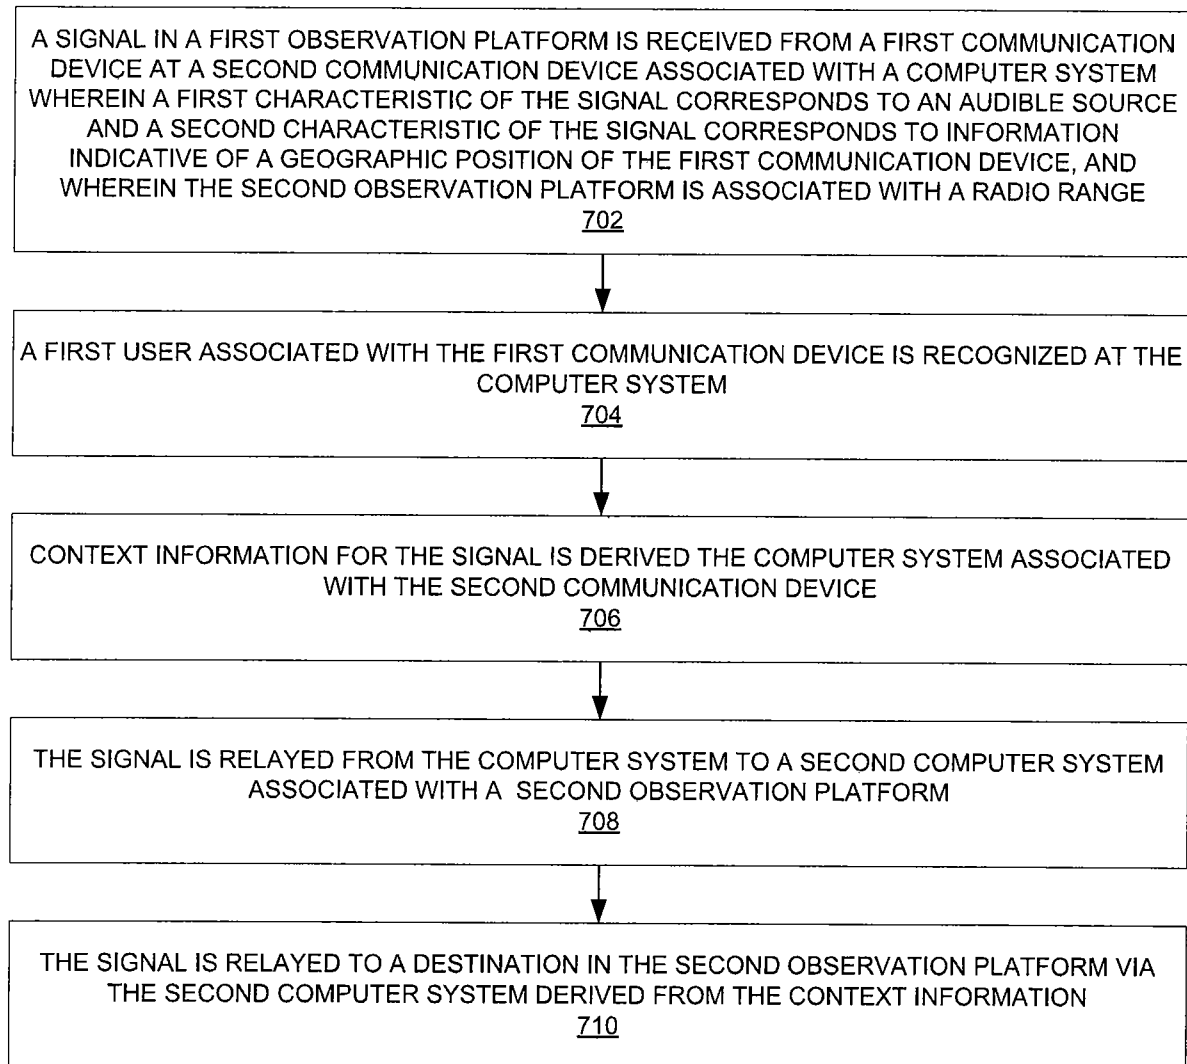 A SIGNAL IN A FIRST OBSERVATION PLATFORM IS RECEIVED FROM A FIRST COMMUNICATION
DEVICE AT A SECOND COMMUNICATION DEVICE ASSOCIATED WITH A COMPUTER SYSTEM
WHEREIN A FIRST CHARACTERISTIC OF THE SIGNAL CORRESPONDS TO AN AUDIBLE SOURCE
AND A SECOND CHARACTERISTIC OF THE SIGNAL CORRESPONDS TO INFORMATION
INDICATIVE OF A GEOGRAPHIC POSITION OF THE FIRST COMMUNICATION DEVICE, AND
WHEREIN THE SECOND OBSERVATION PLATFORM IS ASSOCIATED WITH A RADIO RANGE
702
A FIRST USER ASSOCIATED WITH THE FIRST COMMUNICATION DEVICE IS RECOGNIZED AT THE
COMPUTER SYSTEM
704
CONTEXT INFORMATION FOR THE SIGNAL IS DERIVED THE COMPUTER SYSTEM ASSOCIATED
WITH THE SECOND COMMUNICATION DEVICE
706
THE SIGNAL IS RELAYED FROM THE COMPUTER SYSTEM TO A SECOND COMPUTER SYSTEM
ASSOCIATED WITH A SECOND OBSERVATION PLATFORM
708
THE SIGNAL IS RELAYED TO A DESTINATION IN THE SECOND OBSERVATION PLATFORM VIA
THE SECOND COMPUTER SYSTEM DERIVED FROM THE CONTEXT INFORMATION
710